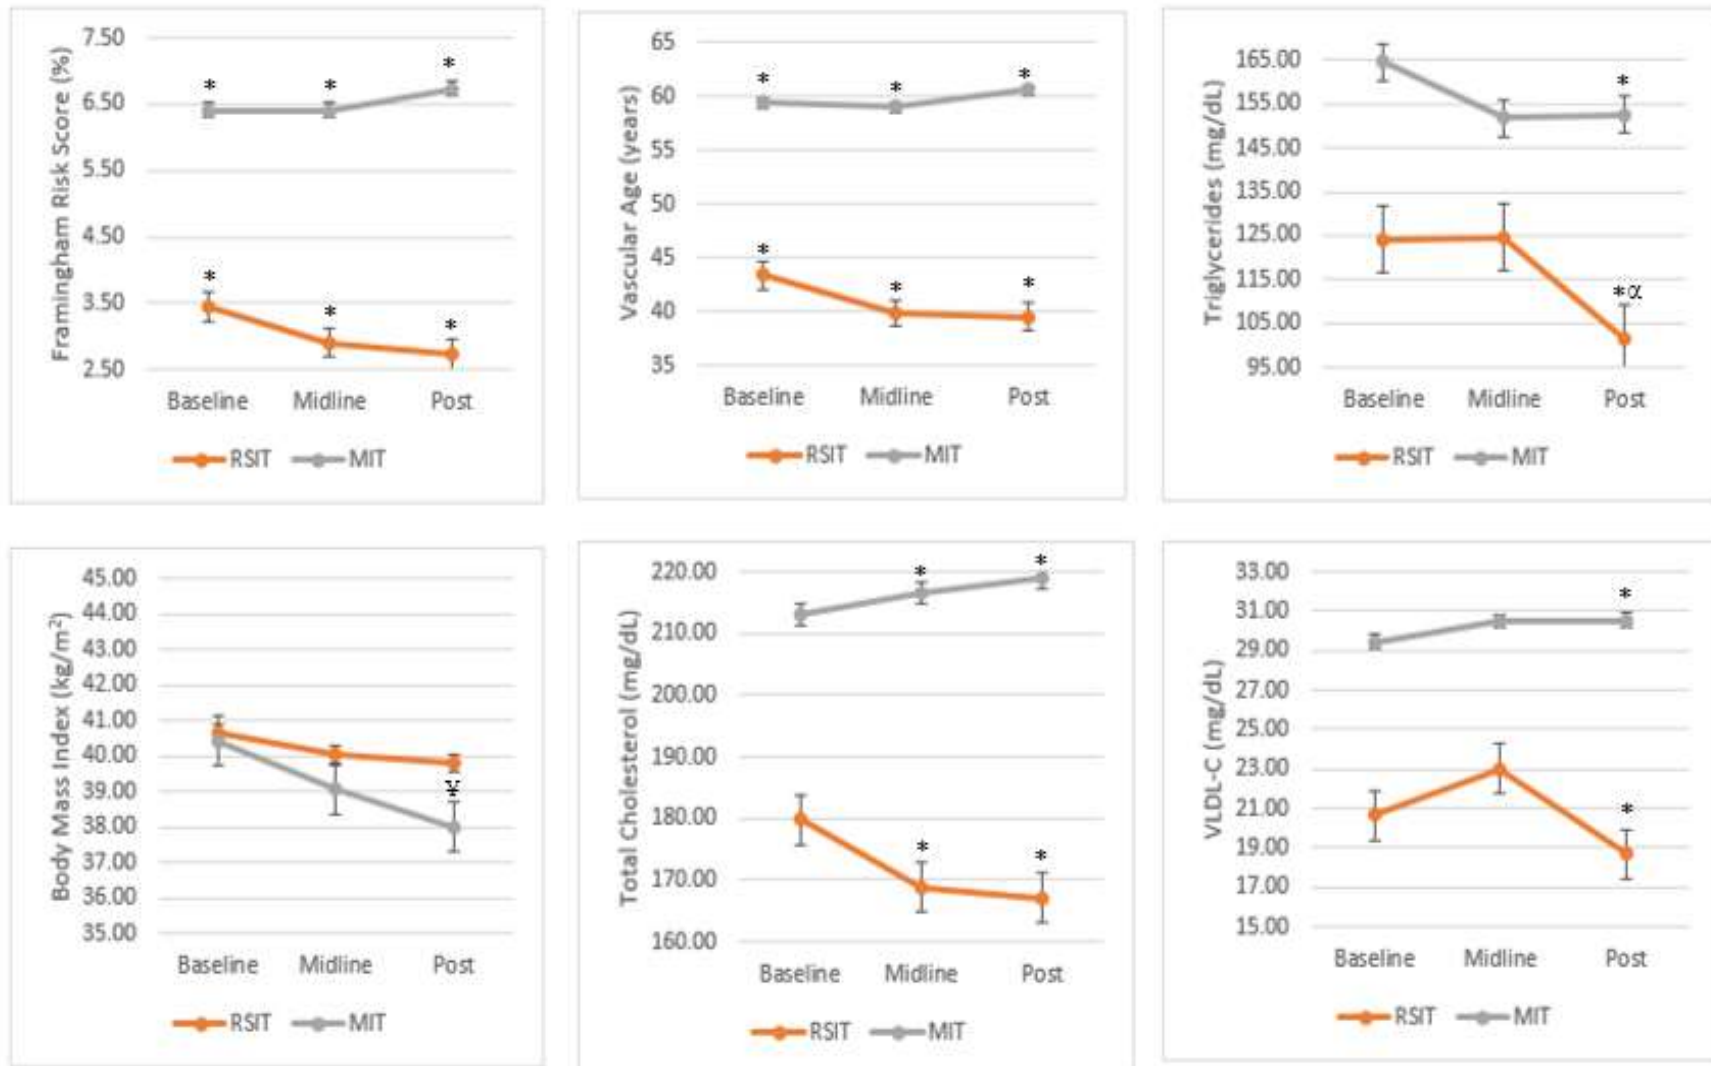 Framingham Risk Score (%)
7.50
6.50
5.50
4.50
3.50
2.50
* * *
* * *
Baseline Midline Post
RSIT MIT
Vascular Age (years)
65
60
55
50
45
40
35
* * *
* * *
Baseline Midline Post
RSIT MIT
Triglycerides (mg/dL)
165.00
155.00
145.00
135.00
125.00
115.00
105.00
95.00
*
*α
Baseline Midline Post
RSIT MIT
Body Mass Index (kg/m²)
45.00
44.00
43.00
42.00
41.00
40.00
39.00
38.00
37.00
36.00
35.00
¥
Baseline Midline Post
RSIT MIT
Total Cholesterol (mg/dL)
220.00
210.00
200.00
190.00
180.00
170.00
160.00
* *
* *
Baseline Midline Post
RSIT MIT
VLDL-C (mg/dL)
33.00
31.00
29.00
27.00
25.00
23.00
21.00
19.00
17.00
15.00
*
*
Baseline Midline Post
RSIT MIT